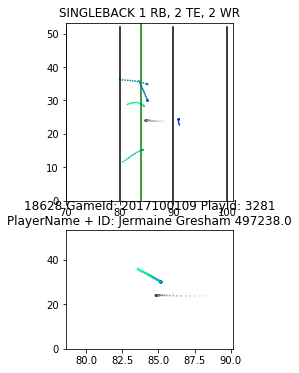 SINGLEBACK 1 RB, 2 TE, 2 WR
50
40
30
20
10
0
70 80 90 100
18628 GameId: 2017100109 PlayId: 3281
PlayerName + ID: Jermaine Gresham 497238.0
40
20
0
80.0 82.5 85.0 87.5 90.0